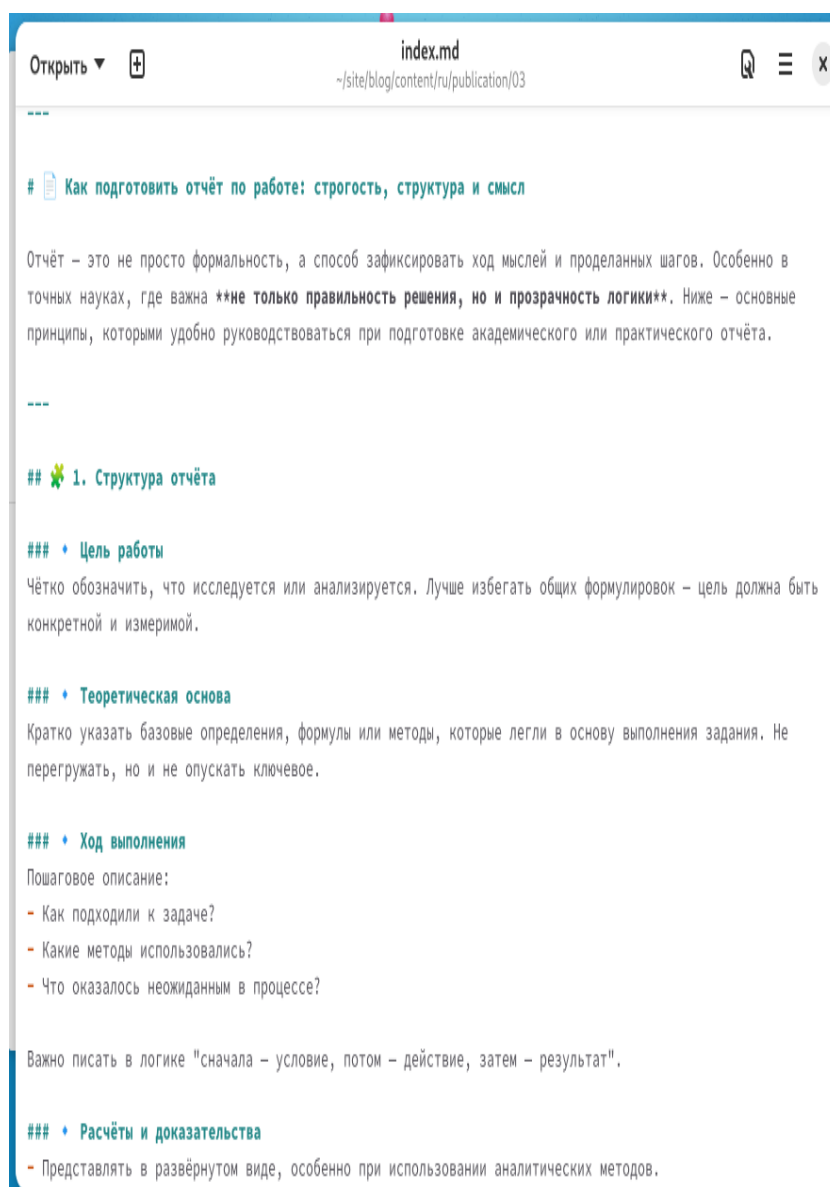 Открыть ▼
index.md
~/site/blog/content/ru/publication/03
---
# 📄 Как подготовить отчёт по работе: строгость, структура и смысл
Отчёт — это не просто формальность, а способ зафиксировать ход мыслей и проделанных шагов. Особенно в
точных науках, где важна **не только правильность решения, но и прозрачность логики**. Ниже — основные
принципы, которыми удобно руководствоваться при подготовке академического или практического отчёта.
---
## 🧩 1. Структура отчёта
### 🔹 Цель работы
Чётко обозначить, что исследуется или анализируется. Лучше избегать общих формулировок — цель должна быть
конкретной и измеримой.
### 🔹 Теоретическая основа
Кратко указать базовые определения, формулы или методы, которые легли в основу выполнения задания. Не
перегружать, но и не опускать ключевое.
### 🔹 Ход выполнения
Пошаговое описание:
- Как подходили к задаче?
- Какие методы использовались?
- Что оказалось неожиданным в процессе?
Важно писать в логике "сначала — условие, потом — действие, затем — результат".
### 🔹 Расчёты и доказательства
- Представлять в развёрнутом виде, особенно при использовании аналитических методов.